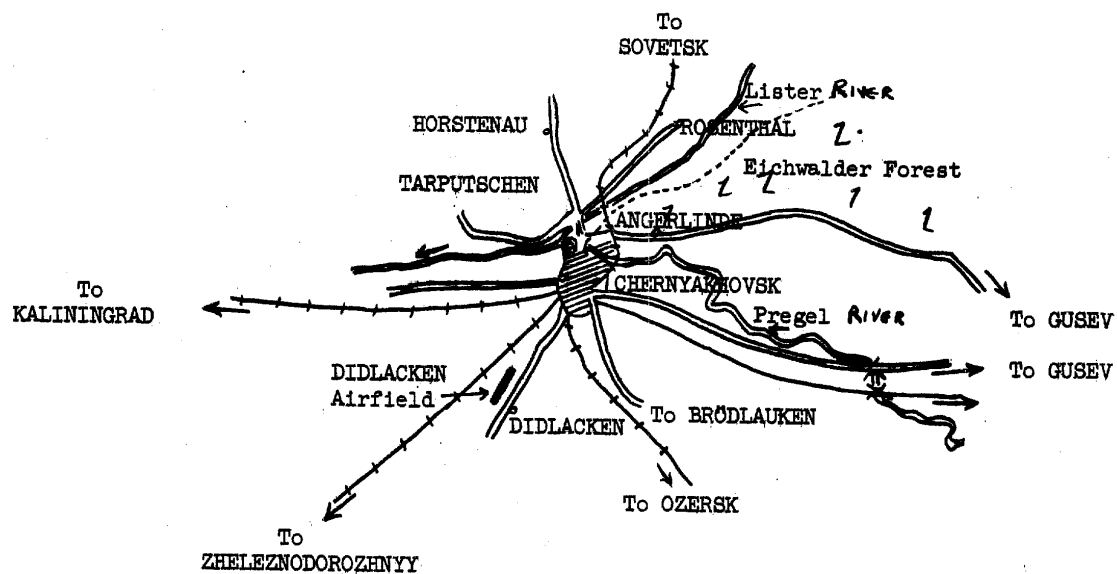 To
SOVETSK
Lister RIVER
HORSTENAU
ROSENTHAL
Eichwalder Forest
TARPUTSCHEN
ANGERLINDE
To
KALININGRAD
CHERNYAKHOVSK
Pregel RIVER
To GUSEV
To GUSEV
DIDLACKEN
Airfield
DIDLACKEN
To BRÖDLAUKEN
To OZERSK
To
ZHELEZNODOROZHNYY